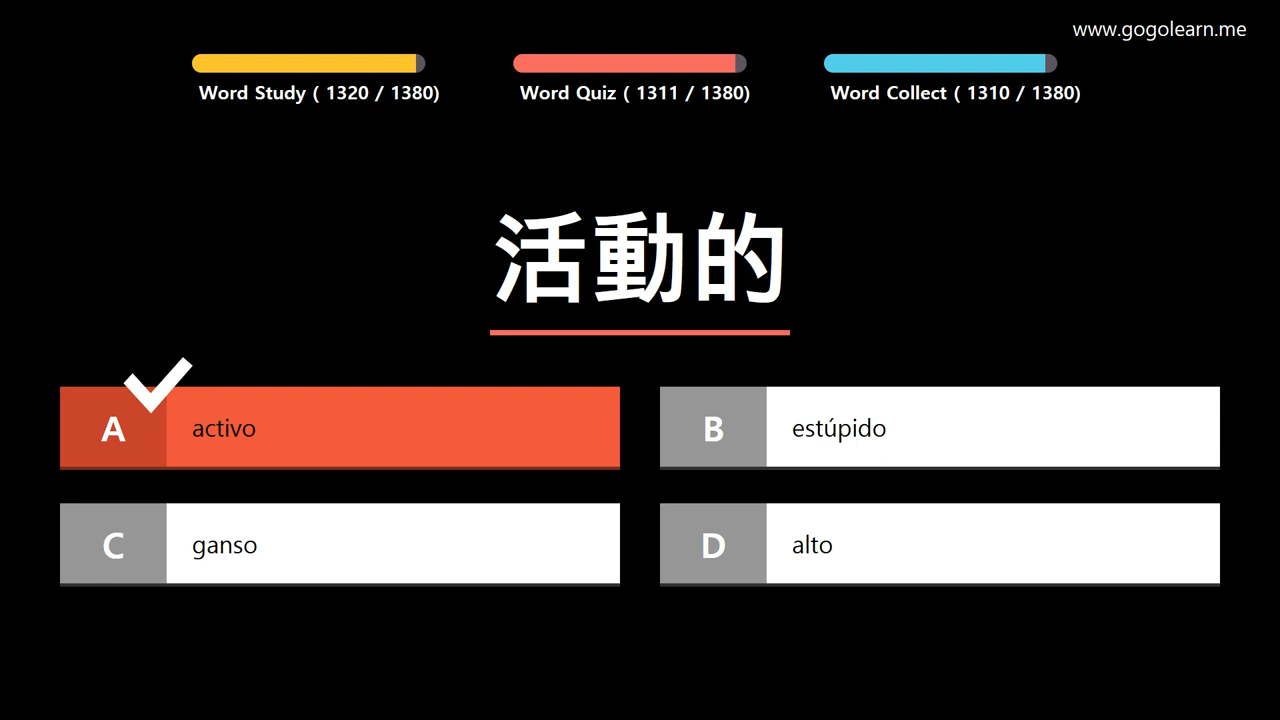 www.gogolearn.me
Word Study ( 1320 / 1380)
Word Quiz ( 1311 / 1380)
Word Collect ( 1310 / 1380)
活動的
A activo
B estúpido
C ganso
D alto